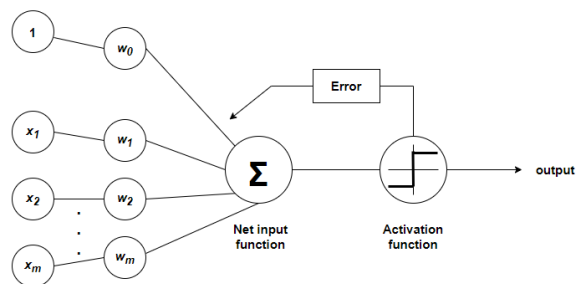 1
w0
Error
x1
w1
Σ
output
x2
w2
.
.
.
xm
wm
Net input
function
Activation
function